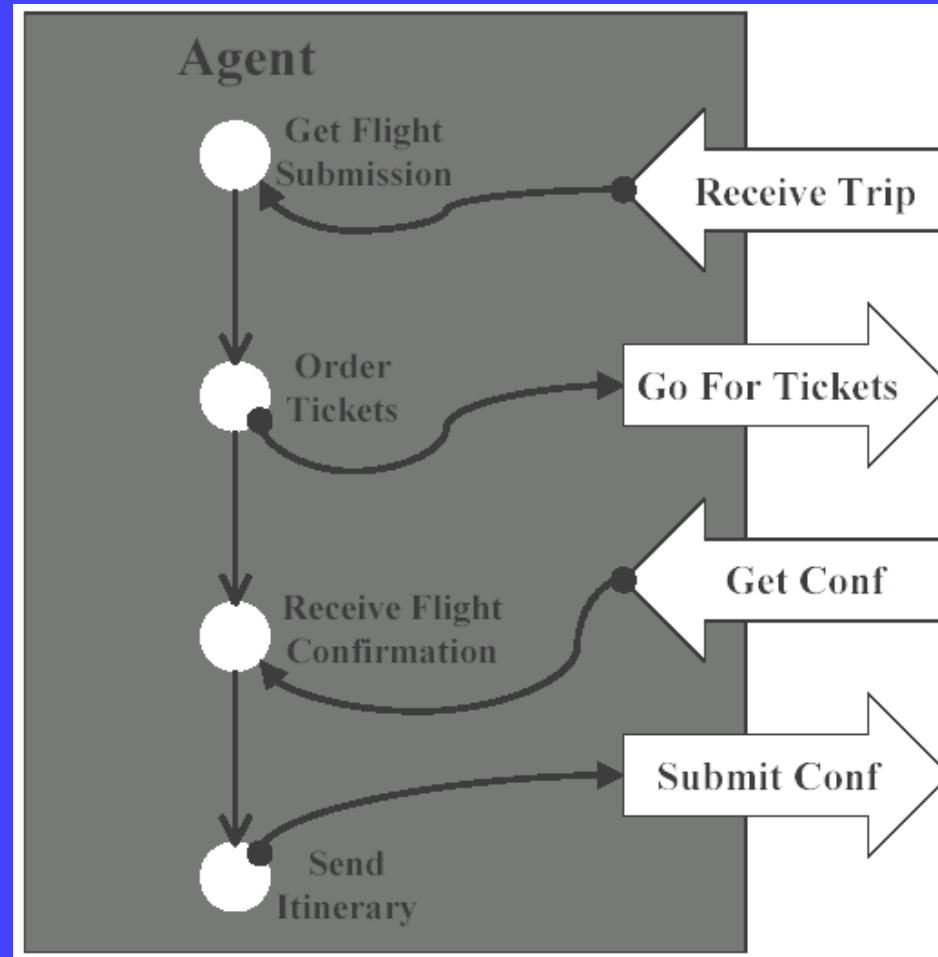 Agent
Get Flight
Submission
Receive Trip
Order
Tickets
Go For Tickets
Get Conf
Receive Flight
Confirmation
Submit Conf
Send
Itinerary